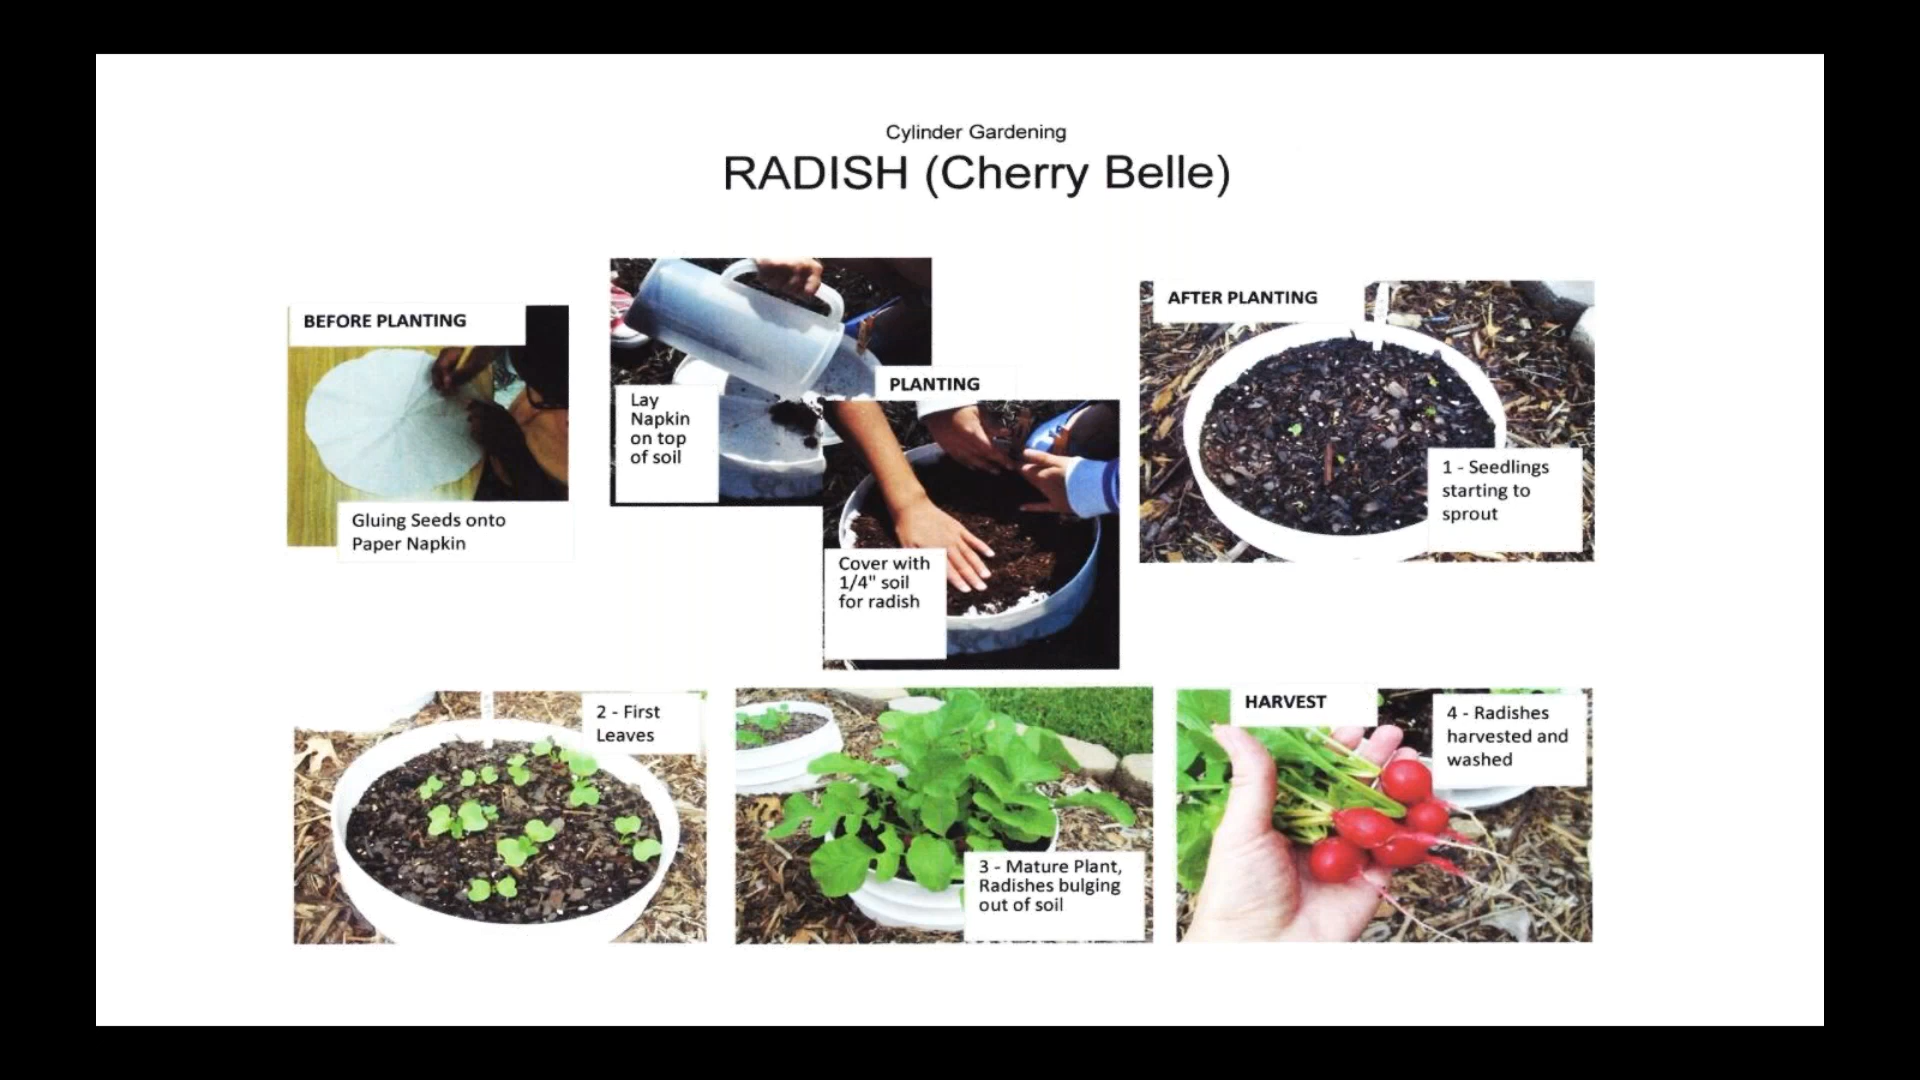 Cylinder Gardening
RADISH (Cherry Belle)
BEFORE PLANTING
Gluing Seeds onto
Paper Napkin
Lay
Napkin
on top
of soil
PLANTING
Cover with
1/4" soil
for radish
AFTER PLANTING
1 - Seedlings
starting to
sprout
2 - First
Leaves
3 - Mature Plant,
Radishes bulging
out of soil
HARVEST
4 - Radishes
harvested and
washed